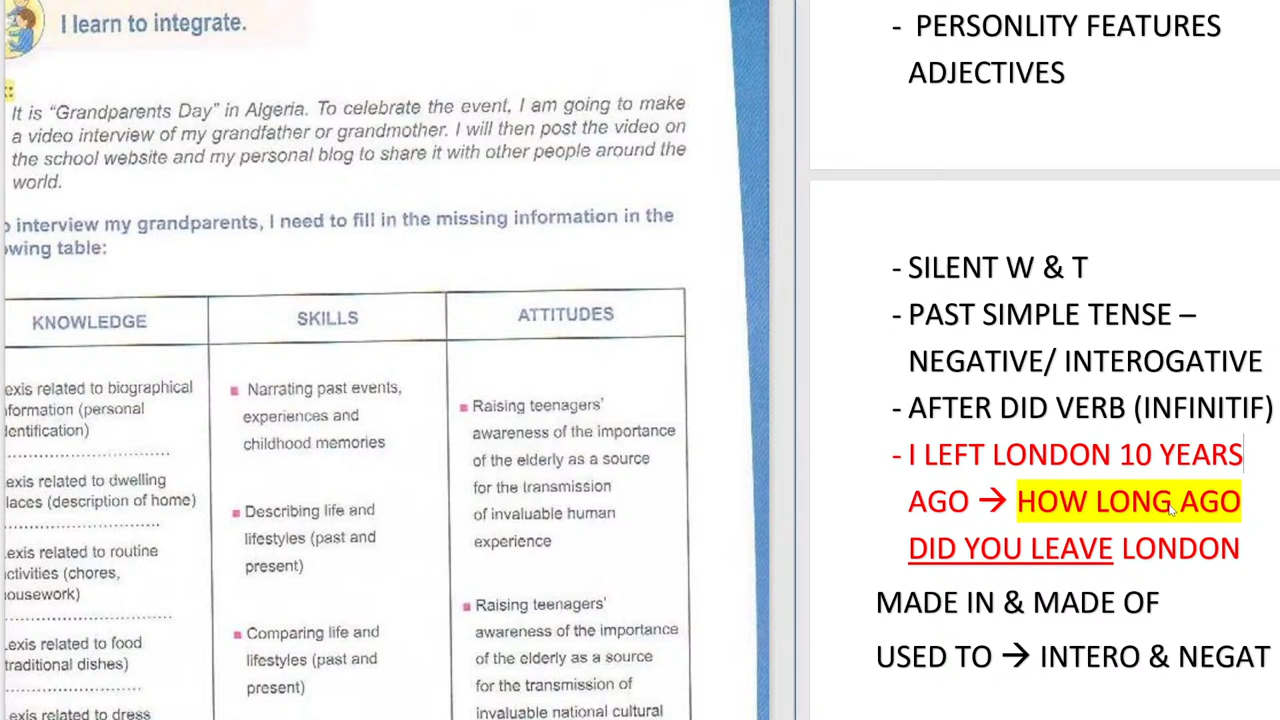 I learn to integrate.
It is “Grandparents Day” in Algeria. To celebrate the event, I am going to make
a video interview of my grandfather or grandmother. I will then post the video on
the school website and my personal blog to share it with other people around the
world.
interview my grandparents, I need to fill in the missing information in the
owing table:
KNOWLEDGE
SKILLS
ATTITUDES
exis related to biographical
nformation (personal
dentification)
exis related to dwelling
laces (description of home)
exis related to routine
ctivities (chores,
ousework)
exis related to food
traditional dishes)
exis related to dress
Narrating past events,
experiences and
childhood memories
Describing life and
lifestyles (past and
present)
Comparing life and
lifestyles (past and
present)
Raising teenagers’
awareness of the importance
of the elderly as a source
for the transmission
of invaluable human
experience
Raising teenagers’
awareness of the importance
of the elderly as a source
for the transmission of
invaluable national cultural
- PERSONLITY FEATURES
ADJECTIVES
- SILENT W & T
- PAST SIMPLE TENSE –
NEGATIVE/ INTEROGATIVE
- AFTER DID VERB (INFINITIF)
- I LEFT LONDON 10 YEARS
AGO → HOW LONG AGO
DID YOU LEAVE LONDON
MADE IN & MADE OF
USED TO → INTERO & NEGAT